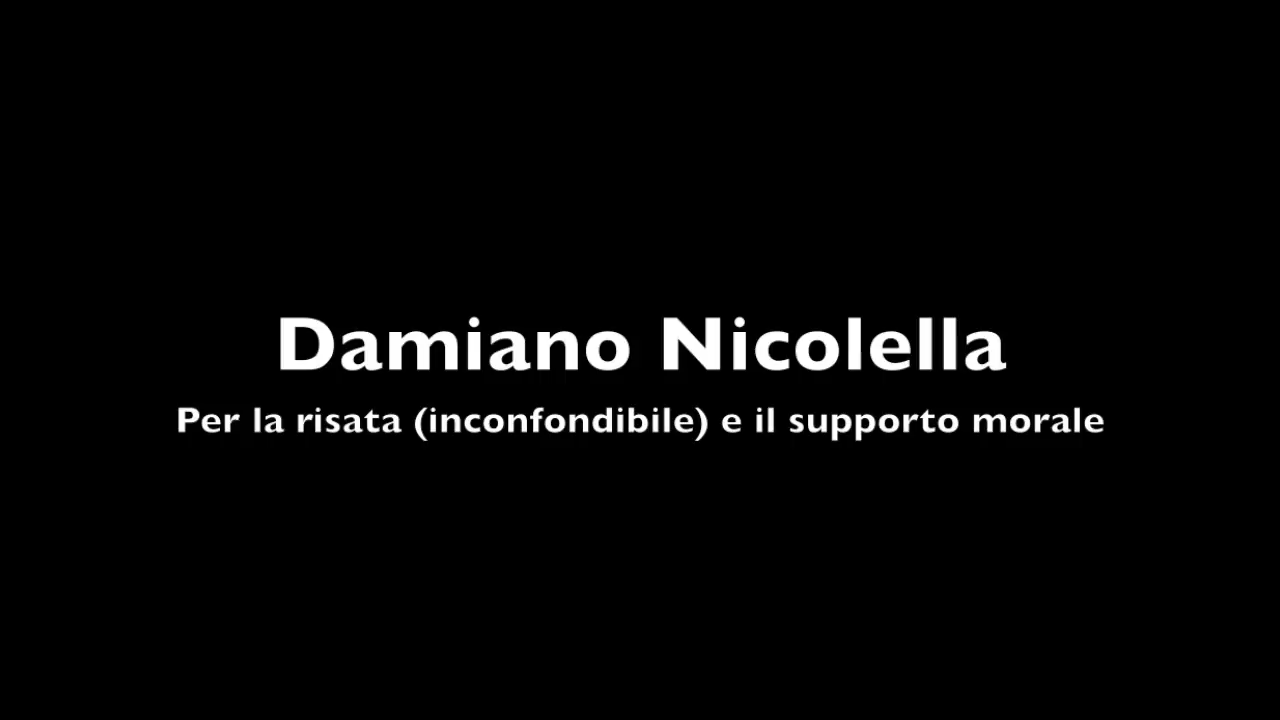 Damiano Nicolella
Per la risata (inconfondibile) e il supporto morale